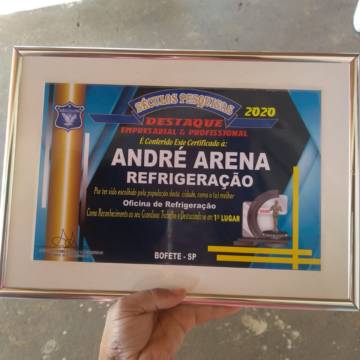 BÁCULOS PESQUISAS
2020
DESTAQUE
EMPRESARIAL & PROFISSIONAL
É Conferido Este Certificado à:
ANDRÉ ARENA
REFRIGERAÇÃO
Por ter sido escolhido pela população desta cidade, como o (a) melhor
Oficina de Refrigeração
Como Reconhecimento ao seu Grandioso Trabalho e Destacando-se em 1º LUGAR
BOFETE - SP